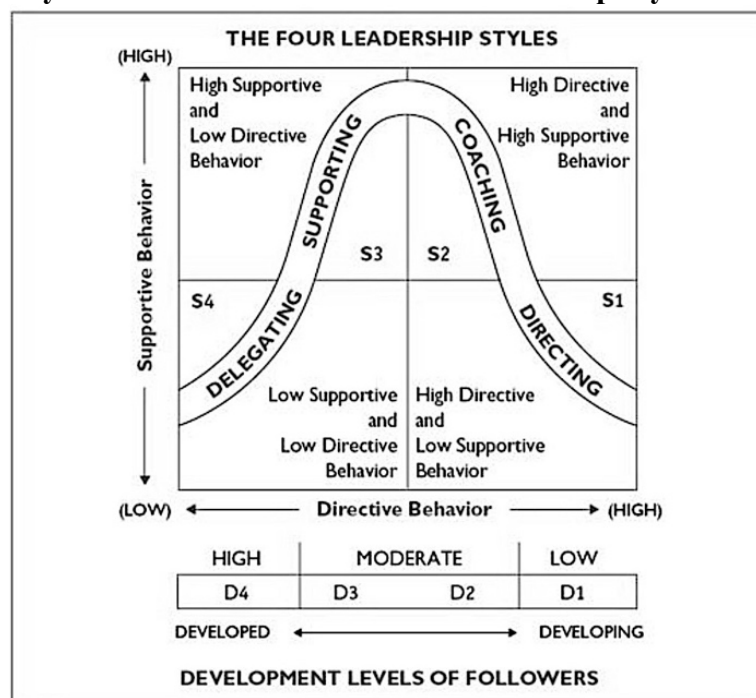 THE FOUR LEADERSHIP STYLES
(HIGH)
High Supportive
and
Low Directive
Behavior
High Directive
and
High Supportive
Behavior
SUPPORTING
COACHING
Supportive Behavior
S3
S2
S4
S1
DELEGATING
DIRECTING
Low Supportive
and
Low Directive
Behavior
High Directive
and
Low Supportive
Behavior
(LOW)
Directive Behavior
(HIGH)
HIGH
MODERATE
LOW
D4
D3
D2
D1
DEVELOPED
DEVELOPING
DEVELOPMENT LEVELS OF FOLLOWERS